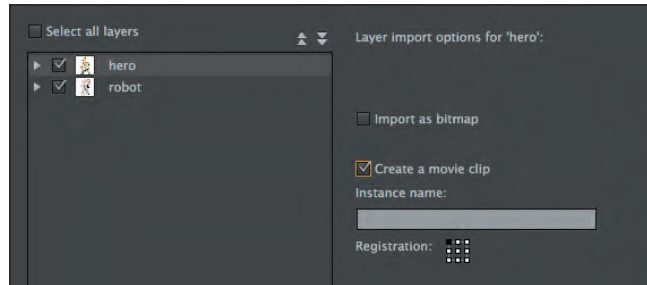 Select all layers
hero
robot
Layer import options for 'hero':
Import as bitmap
Create a movie clip
Instance name:
Registration: